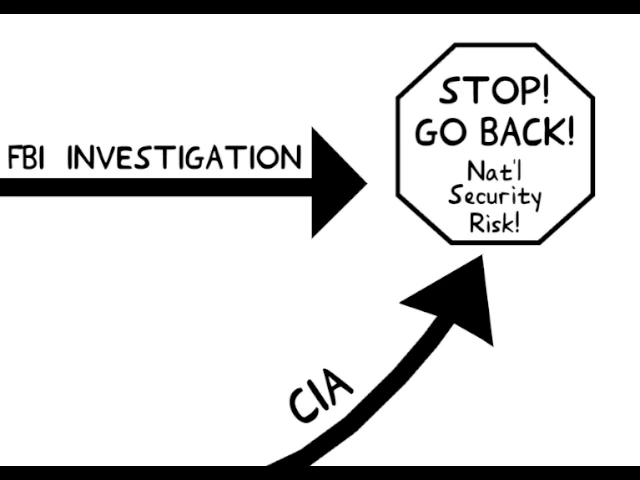 FBI INVESTIGATION
STOP!
GO BACK!
Nat'l
Security
Risk!
CIA